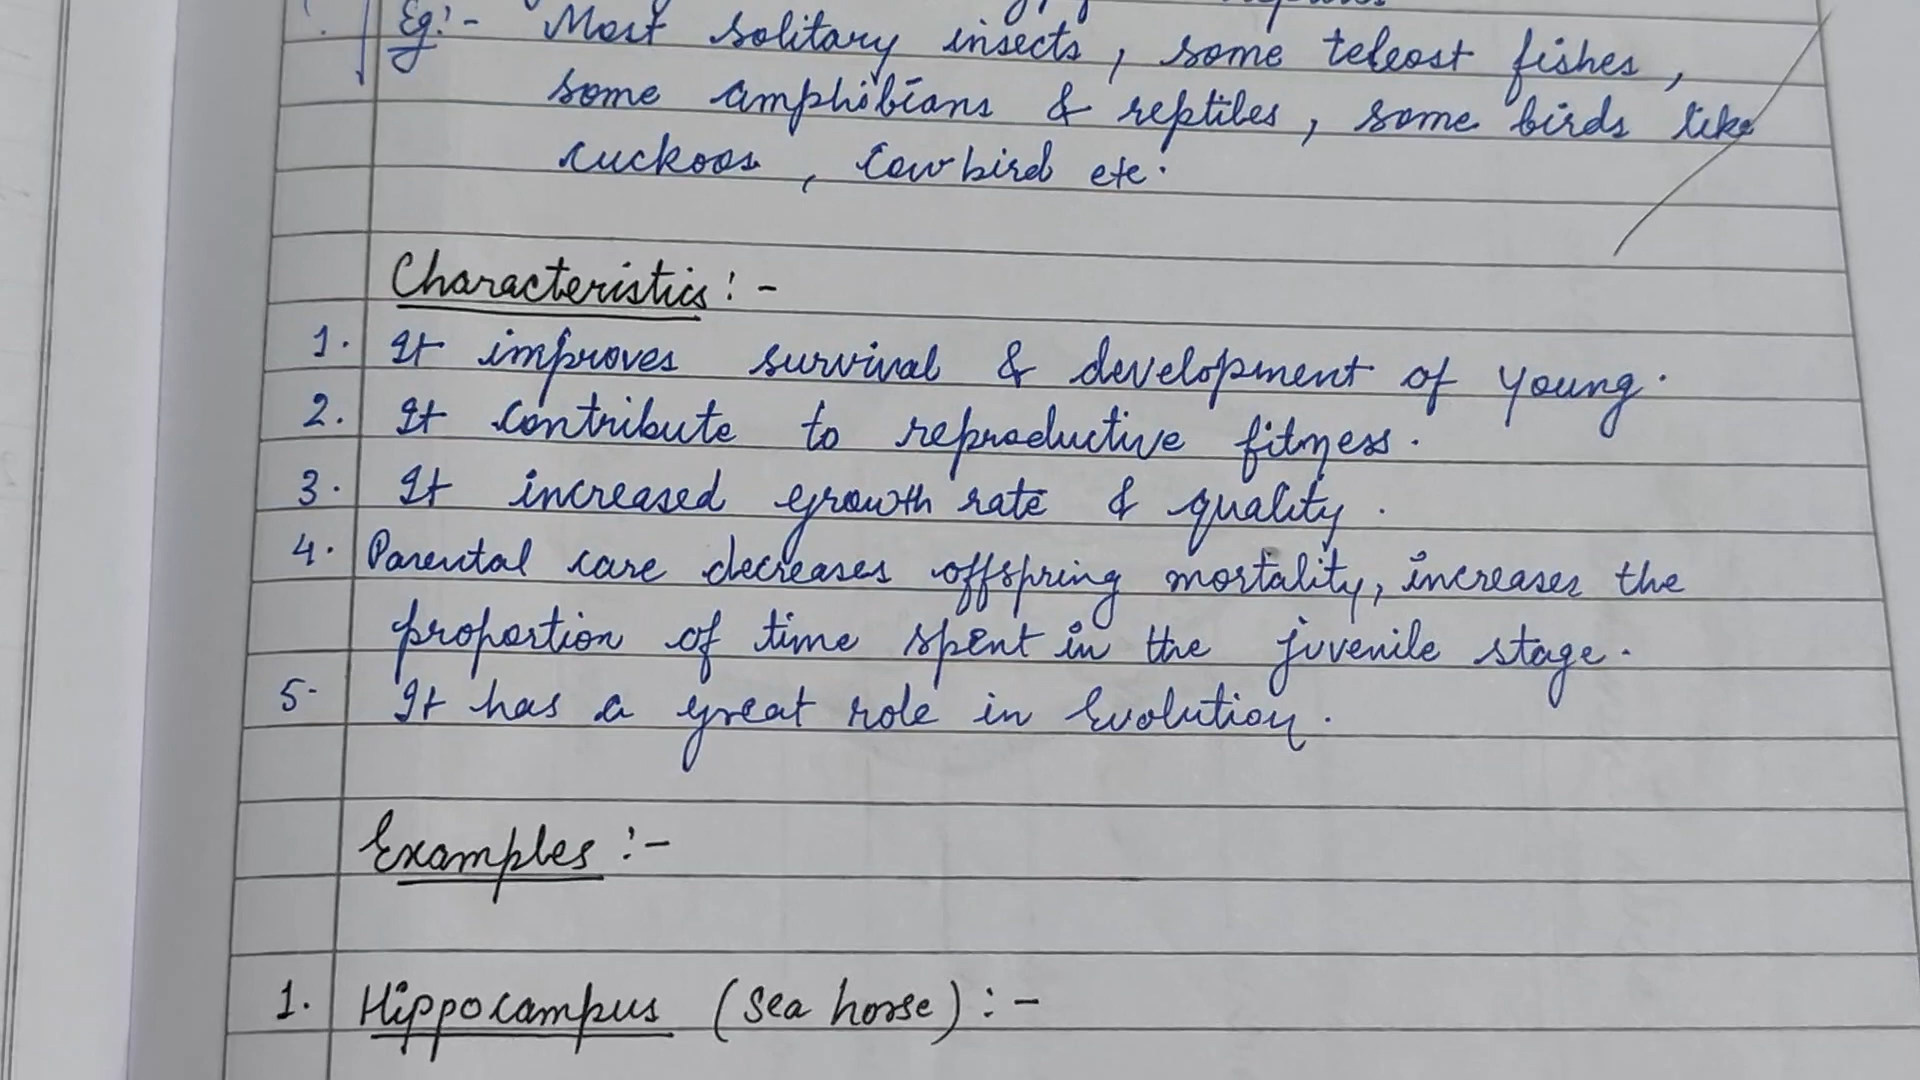 Eg:- Most solitary insects, some teleost fishes,
some amphibians & reptiles, some birds like
cuckoos, Cowbird etc.
Characteristics:-
1. It improves survival & development of young.
2. It contribute to reproductive fitness.
3. It increased growth rate & quality.
4. Parental care decreases offspring mortality, increases the
proportion of time spent in the juvenile stage.
5. It has a great role in Evolution.
Examples:-
1. Hippocampus (Sea horse):-